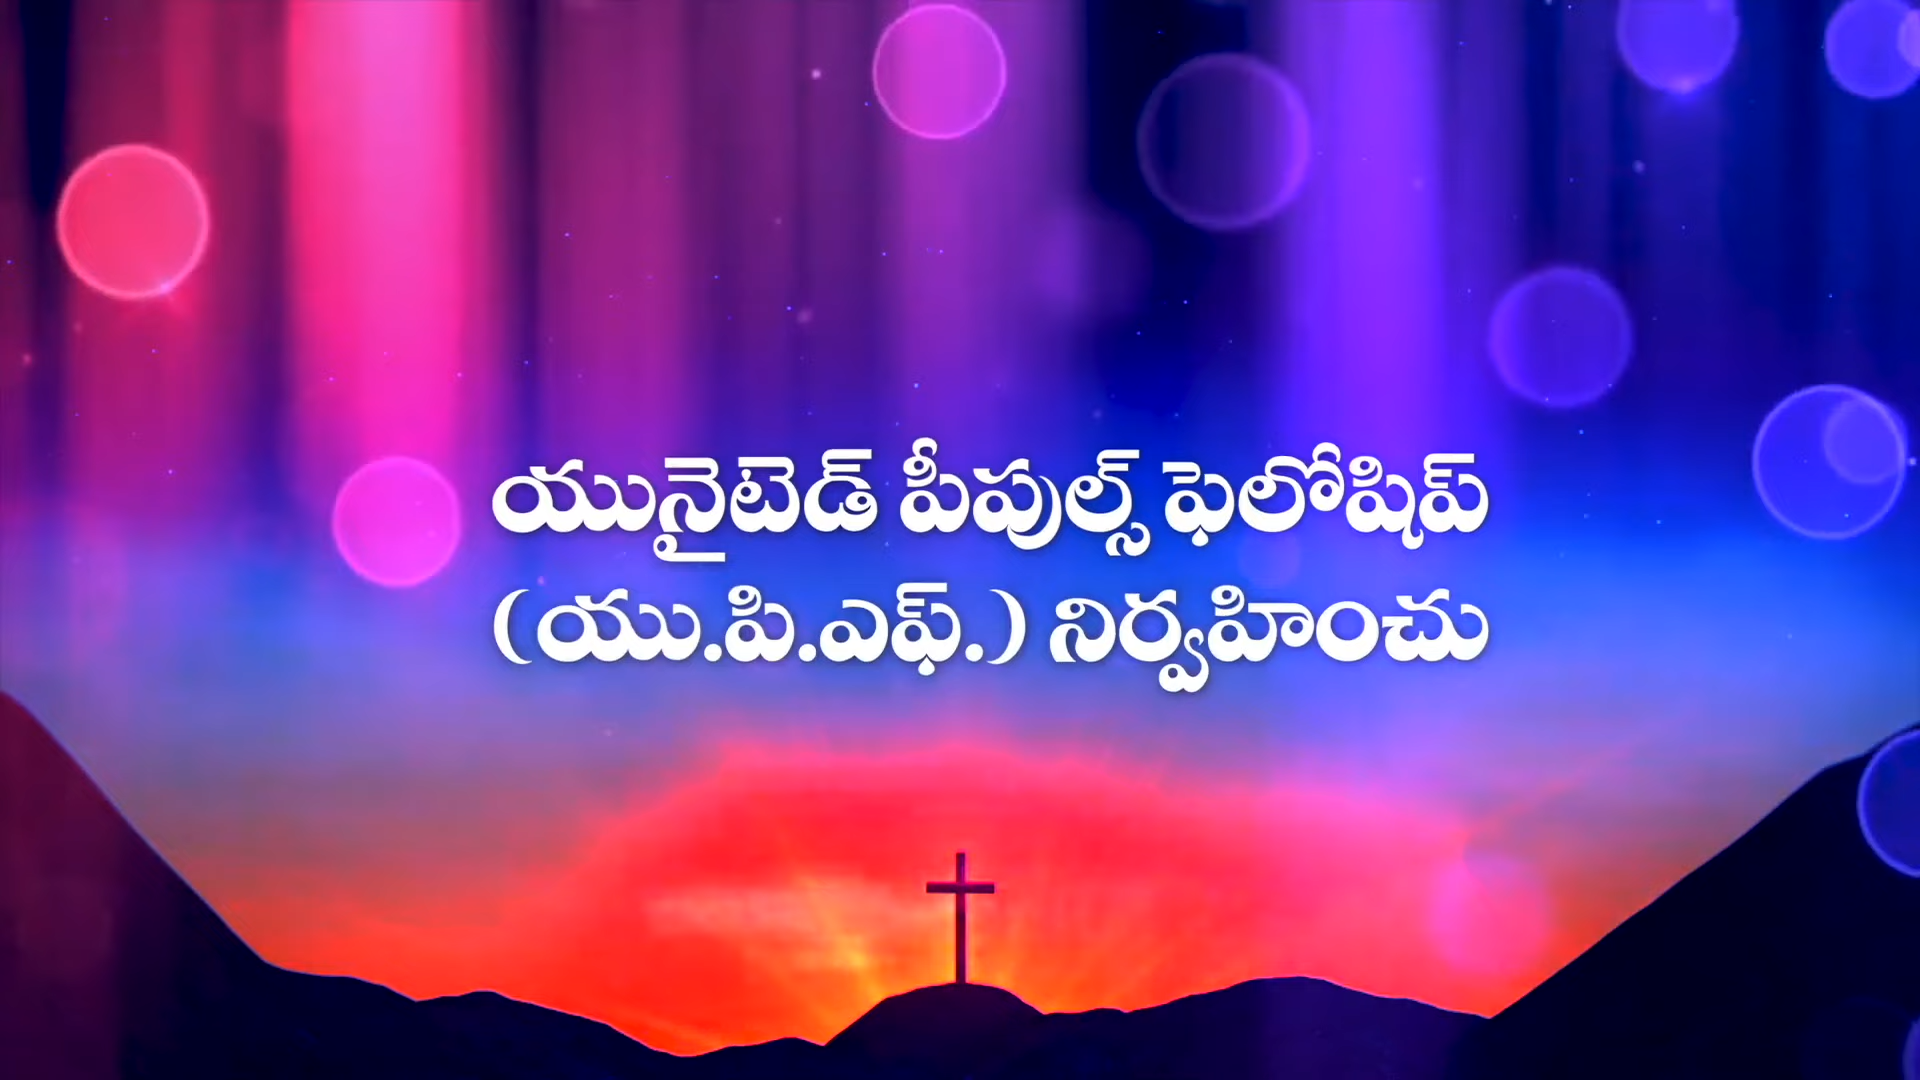 యునైటెడ్ పీపుల్స్ ఫెలోషిప్
(యు.పి.ఎఫ్.) నిర్వహించు